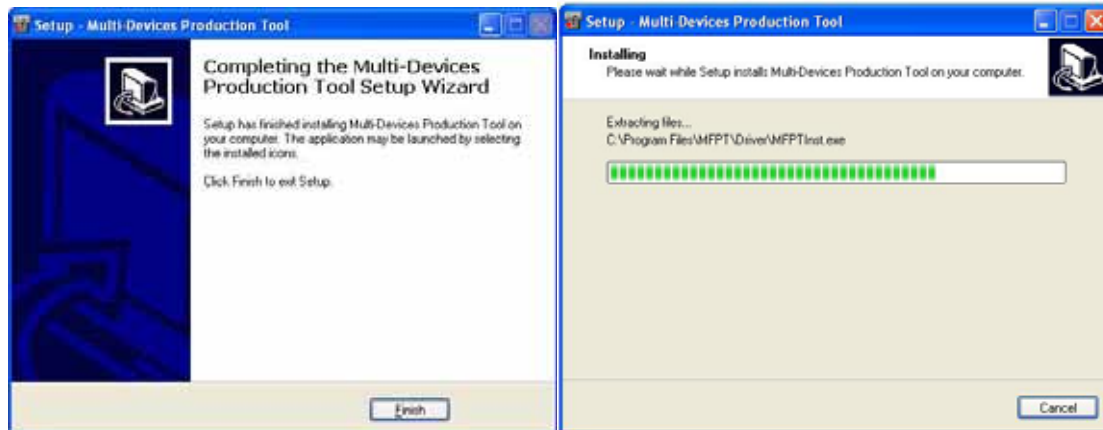 Setup - Multi-Devices Production Tool
Completing the Multi-Devices
Production Tool Setup Wizard
Setup has finished installing Multi-Devices Production Tool on
your computer. The application may be launched by selecting
the installed icons.
Click Finish to exit Setup.
Finish
Setup - Multi-Devices Production Tool
Installing
Please wait while Setup installs Multi-Devices Production Tool on your computer.
Extracting files...
C:\Program Files\MFPT\Driver\MFPTInst.exe
Cancel